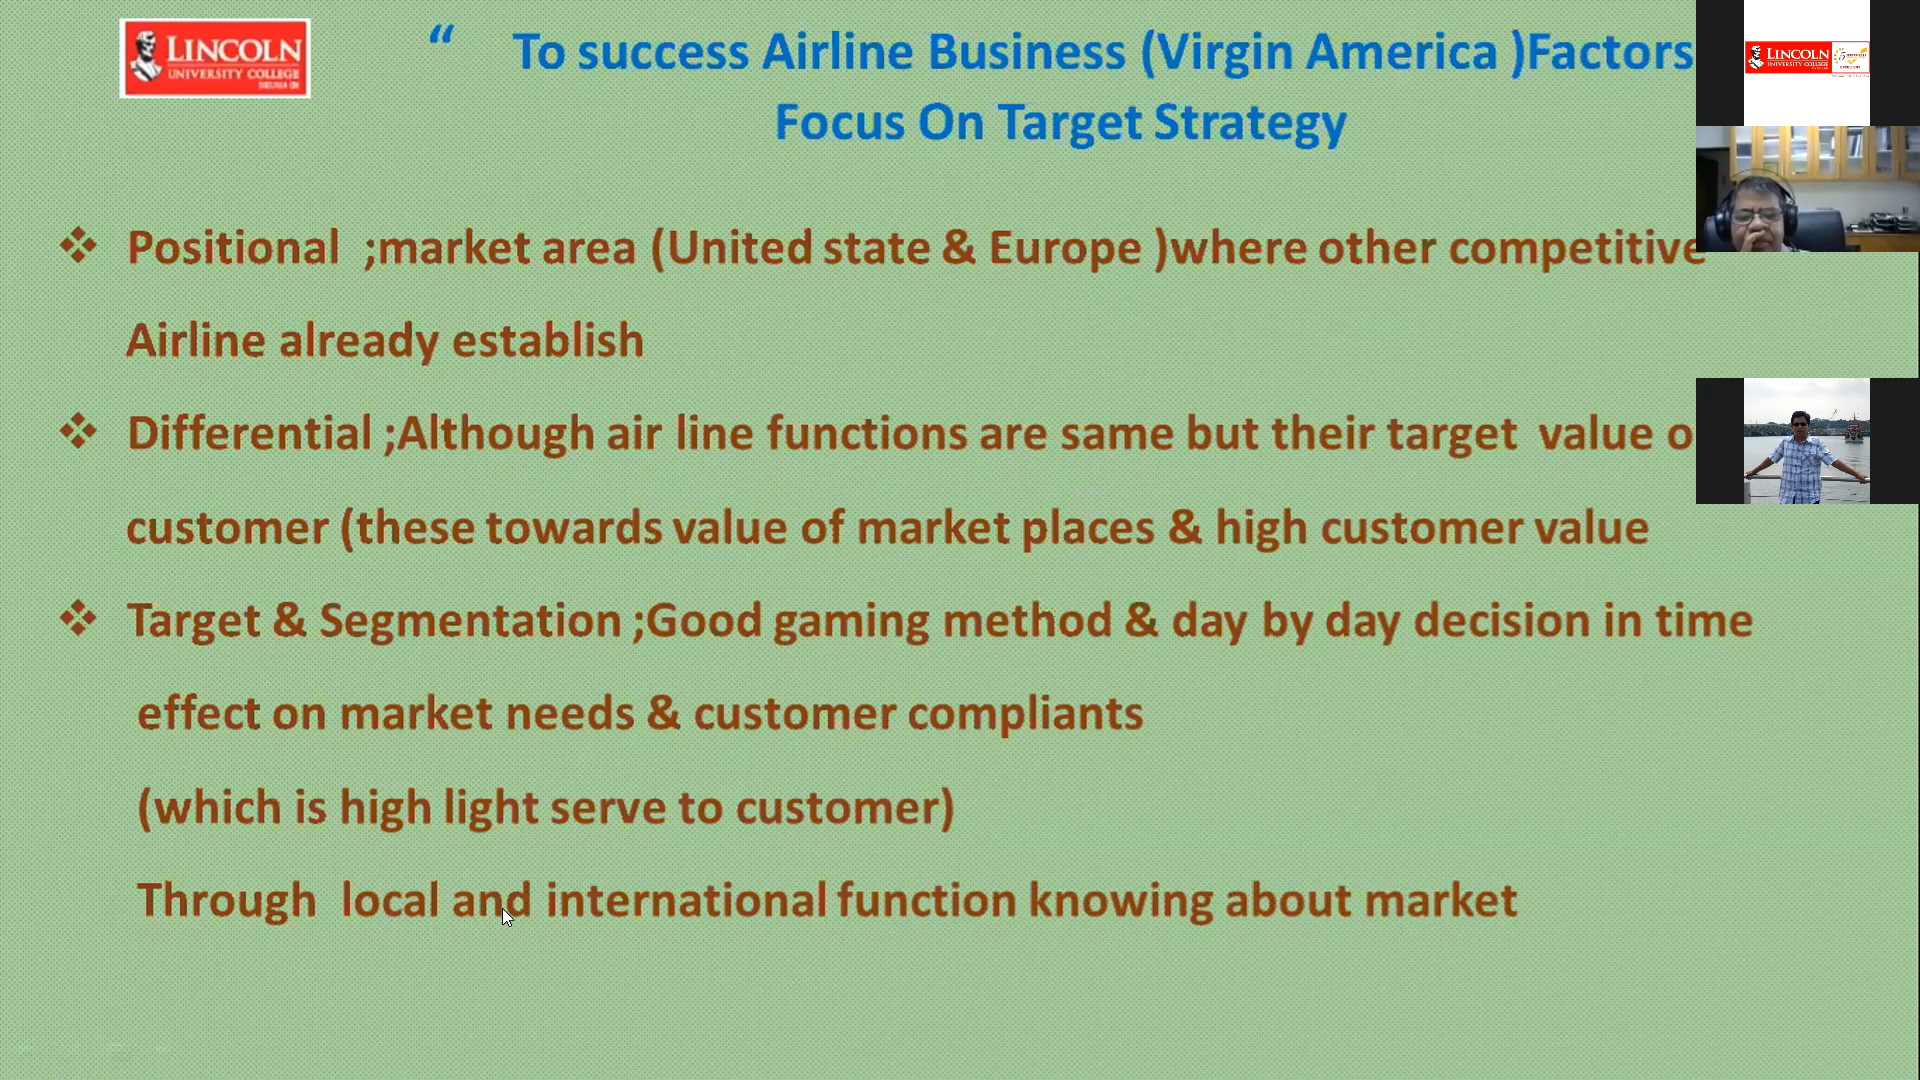 LINCOLN
UNIVERSITY COLLEGE
“ To success Airline Business (Virgin America )Factors
Focus On Target Strategy
Positional ;market area (United state & Europe )where other competitive
Airline already establish
Differential ;Although air line functions are same but their target value o
customer (these towards value of market places & high customer value
Target & Segmentation ;Good gaming method & day by day decision in time
effect on market needs & customer compliants
(which is high light serve to customer)
Through local and international function knowing about market
LINCOLN
UNIVERSITY COLLEGE